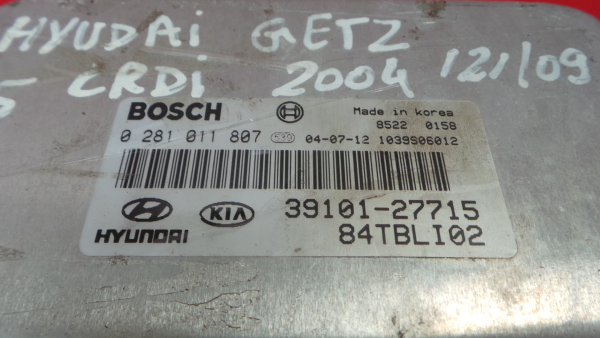 HYUDAi GETZ
5 CRDi 2004 121/09
BOSCH Made in korea
8522 0158
0 281 011 807 04-07-12 1039S06012
KIA 39101-27715
HYUNDAI 84TBLI02